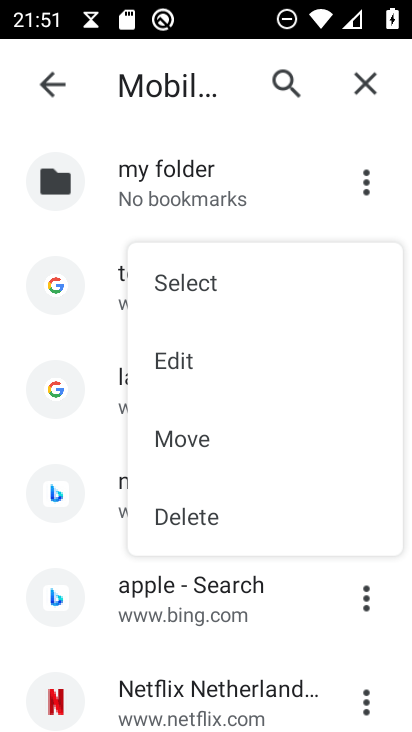 21:51
Mobil...
my folder
No bookmarks
Select
Edit
Move
Delete
apple - Search
www.bing.com
Netflix Netherland...
www.netflix.com